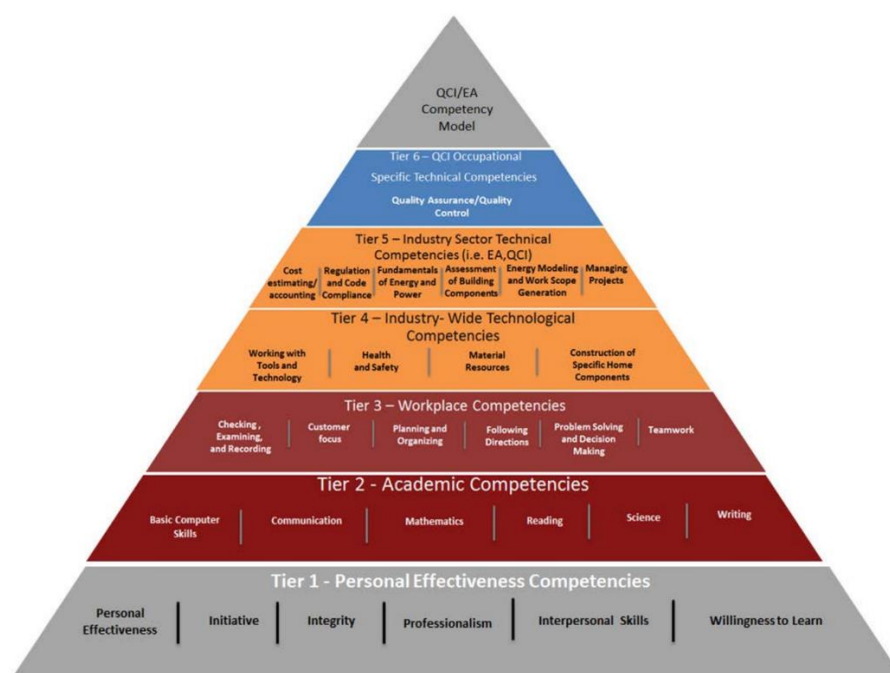 QCI/EA
Competency
Model
Tier 6 – QCI Occupational
Specific Technical Competencies
Quality Assurance/Quality
Control
Tier 5 – Industry Sector Technical
Competencies (i.e. EA,QCI)
Cost
estimating/
accounting
Regulation
and Code
Compliance
Fundamentals
of Energy and
Power
Assessment
of Building
Components
Energy Modeling
and Work Scope
Generation
Managing
Projects
Tier 4 – Industry- Wide Technological
Competencies
Working with
Tools and
Technology
Health
and Safety
Material
Resources
Construction of
Specific Home
Components
Tier 3 – Workplace Competencies
Checking ,
Examining,
and Recording
Customer
focus
Planning and
Organizing
Following
Directions
Problem Solving
and Decision
Making
Teamwork
Tier 2 - Academic Competencies
Basic Computer
Skills
Communication
Mathematics
Reading
Science
Writing
Tier 1 - Personal Effectiveness Competencies
Personal
Effectiveness
Initiative
Integrity
Professionalism
Interpersonal Skills
Willingness to Learn